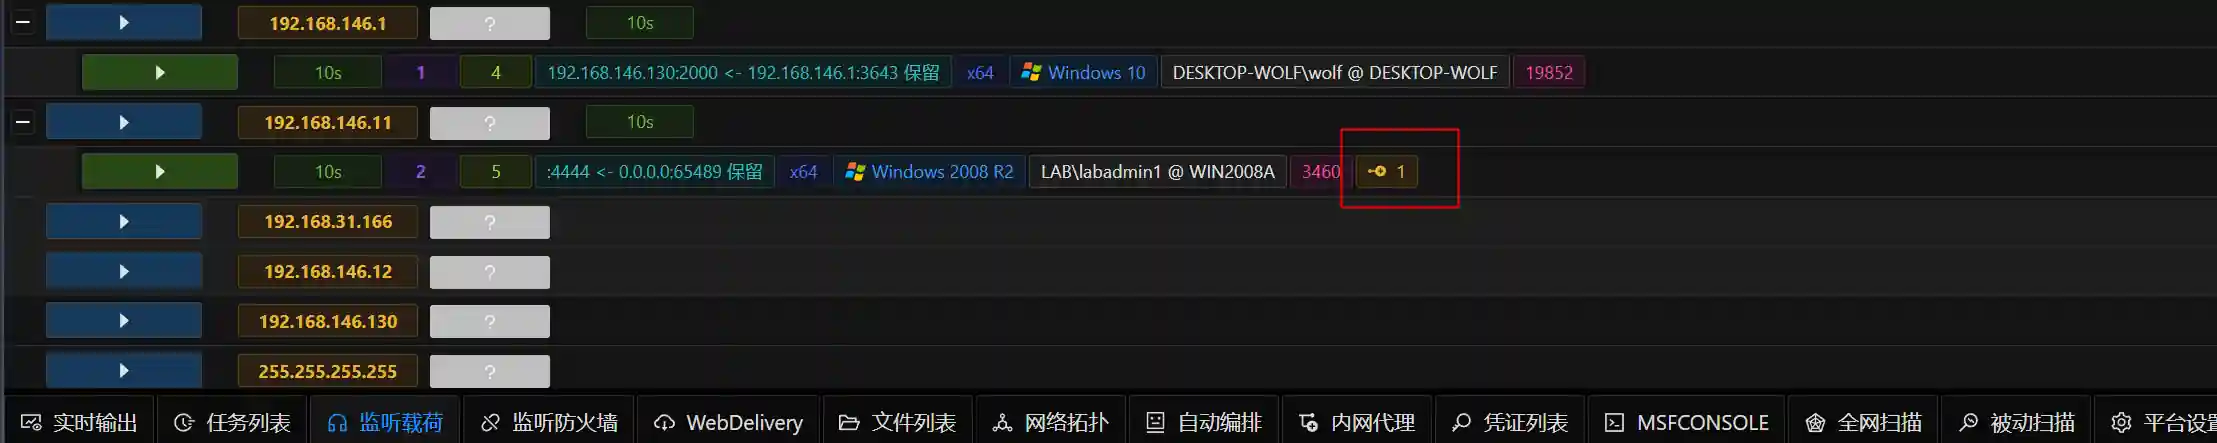 192.168.146.1 ? 10s
10s 1 4 192.168.146.130:2000 <- 192.168.146.1:3643 保留 x64 Windows 10 DESKTOP-WOLF\wolf @ DESKTOP-WOLF 19852
192.168.146.11 ? 10s
10s 2 5 :4444 <- 0.0.0.0:65489 保留 x64 Windows 2008 R2 LAB\labadmin1 @ WIN2008A 3460 1
192.168.31.166 ?
192.168.146.12 ?
192.168.146.130 ?
255.255.255.255 ?
实时输出 任务列表 监听载荷 监听防火墙 WebDelivery 文件列表 网络拓扑 自动编排 内网代理 凭证列表 MSFCONSOLE 全网扫描 被动扫描 平台设